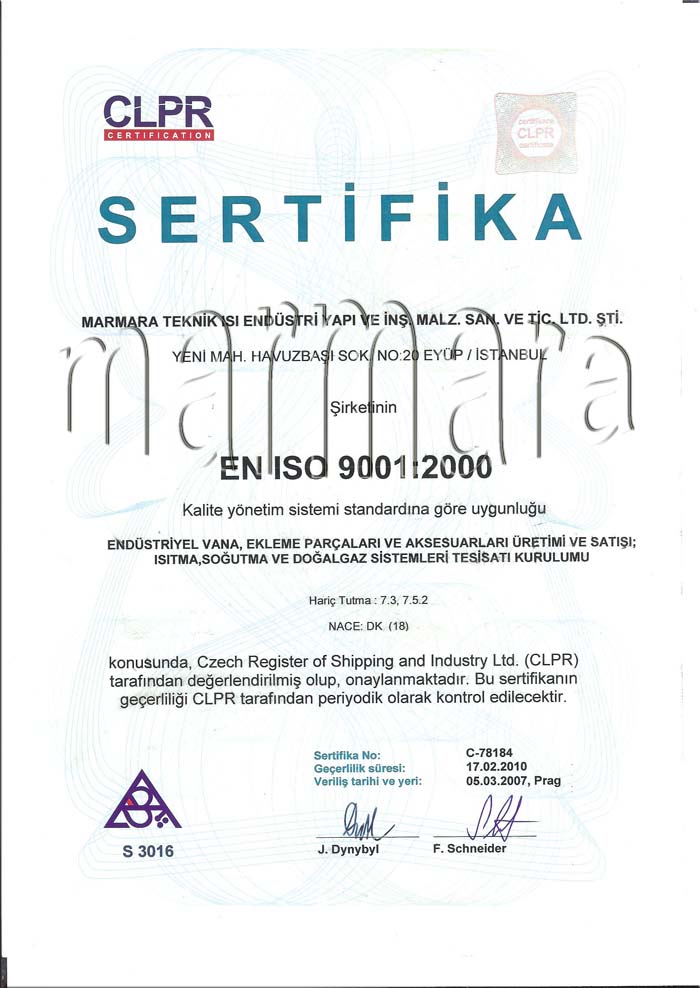 CLPR
CERTIFICATION
certifikace
CLPR
certificate
SERTİFİKA
MARMARA TEKNİK ISI ENDÜSTRİ YAPI VE İNŞ. MALZ. SAN. VE TİC. LTD. ŞTİ.
YENİ MAH. HAVUZBAŞI SOK. NO:20 EYÜP / İSTANBUL
marmara
Şirketinin
EN ISO 9001:2000
Kalite yönetim sistemi standardına göre uygunluğu
ENDÜSTRİYEL VANA, EKLEME PARÇALARI VE AKSESUARLARI ÜRETİMİ VE SATIŞI;
ISITMA,SOĞUTMA VE DOĞALGAZ SİSTEMLERİ TESİSATI KURULUMU
Hariç Tutma : 7.3, 7.5.2
NACE: DK (18)
konusunda, Czech Register of Shipping and Industry Ltd. (CLPR)
tarafından değerlendirilmiş olup, onaylanmaktadır. Bu sertifikanın
geçerliliği CLPR tarafından periyodik olarak kontrol edilecektir.
Sertifika No: C-78184
Geçerlilik süresi: 17.02.2010
Veriliş tarihi ve yeri: 05.03.2007, Prag
S 3016
J. Dynybyl F. Schneider